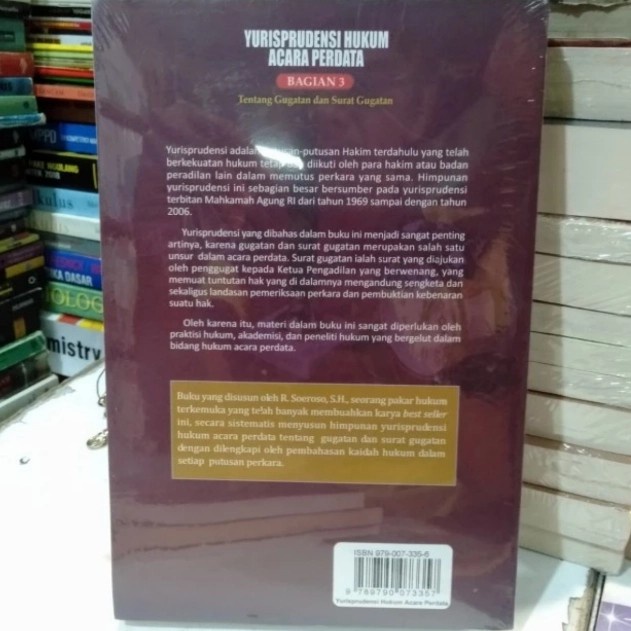 YURISPRUDENSI HUKUM
ACARA PERDATA
BAGIAN 3
Tentang Gugatan dan Surat Gugatan
Yurisprudensi adalah putusan-putusan Hakim terdahulu yang telah
berkekuatan hukum tetap dan diikuti oleh para hakim atau badan
peradilan lain dalam memutus perkara yang sama. Himpunan
yurisprudensi ini sebagian besar bersumber pada yurisprudensi
terbitan Mahkamah Agung RI dari tahun 1969 sampai dengan tahun
2006.
Yurisprudensi yang dibahas dalam buku ini menjadi sangat penting
artinya, karena gugatan dan surat gugatan merupakan salah satu
unsur dalam acara perdata. Surat gugatan ialah surat yang diajukan
oleh penggugat kepada Ketua Pengadilan yang berwenang, yang
memuat tuntutan hak yang di dalamnya mengandung sengketa dan
sekaligus landasan pemeriksaan perkara dan pembuktian kebenaran
suatu hak.
Oleh karena itu, materi dalam buku ini sangat diperlukan oleh
praktisi hukum, akademisi, dan peneliti hukum yang bergelut dalam
bidang hukum acara perdata.
Buku yang disusun oleh R. Soeroso, S.H., seorang pakar hukum
terkemuka yang telah banyak membuahkan karya best seller
ini, secara sistematis menyusun himpunan yurisprudensi
hukum acara perdata tentang gugatan dan surat gugatan
dengan dilengkapi oleh pembahasan kaidah hukum dalam
setiap putusan perkara.
ISBN 979-007-335-6
9 789790 073357
Yurisprudensi Hukum Acara Perdata
KA DASAR
mistry